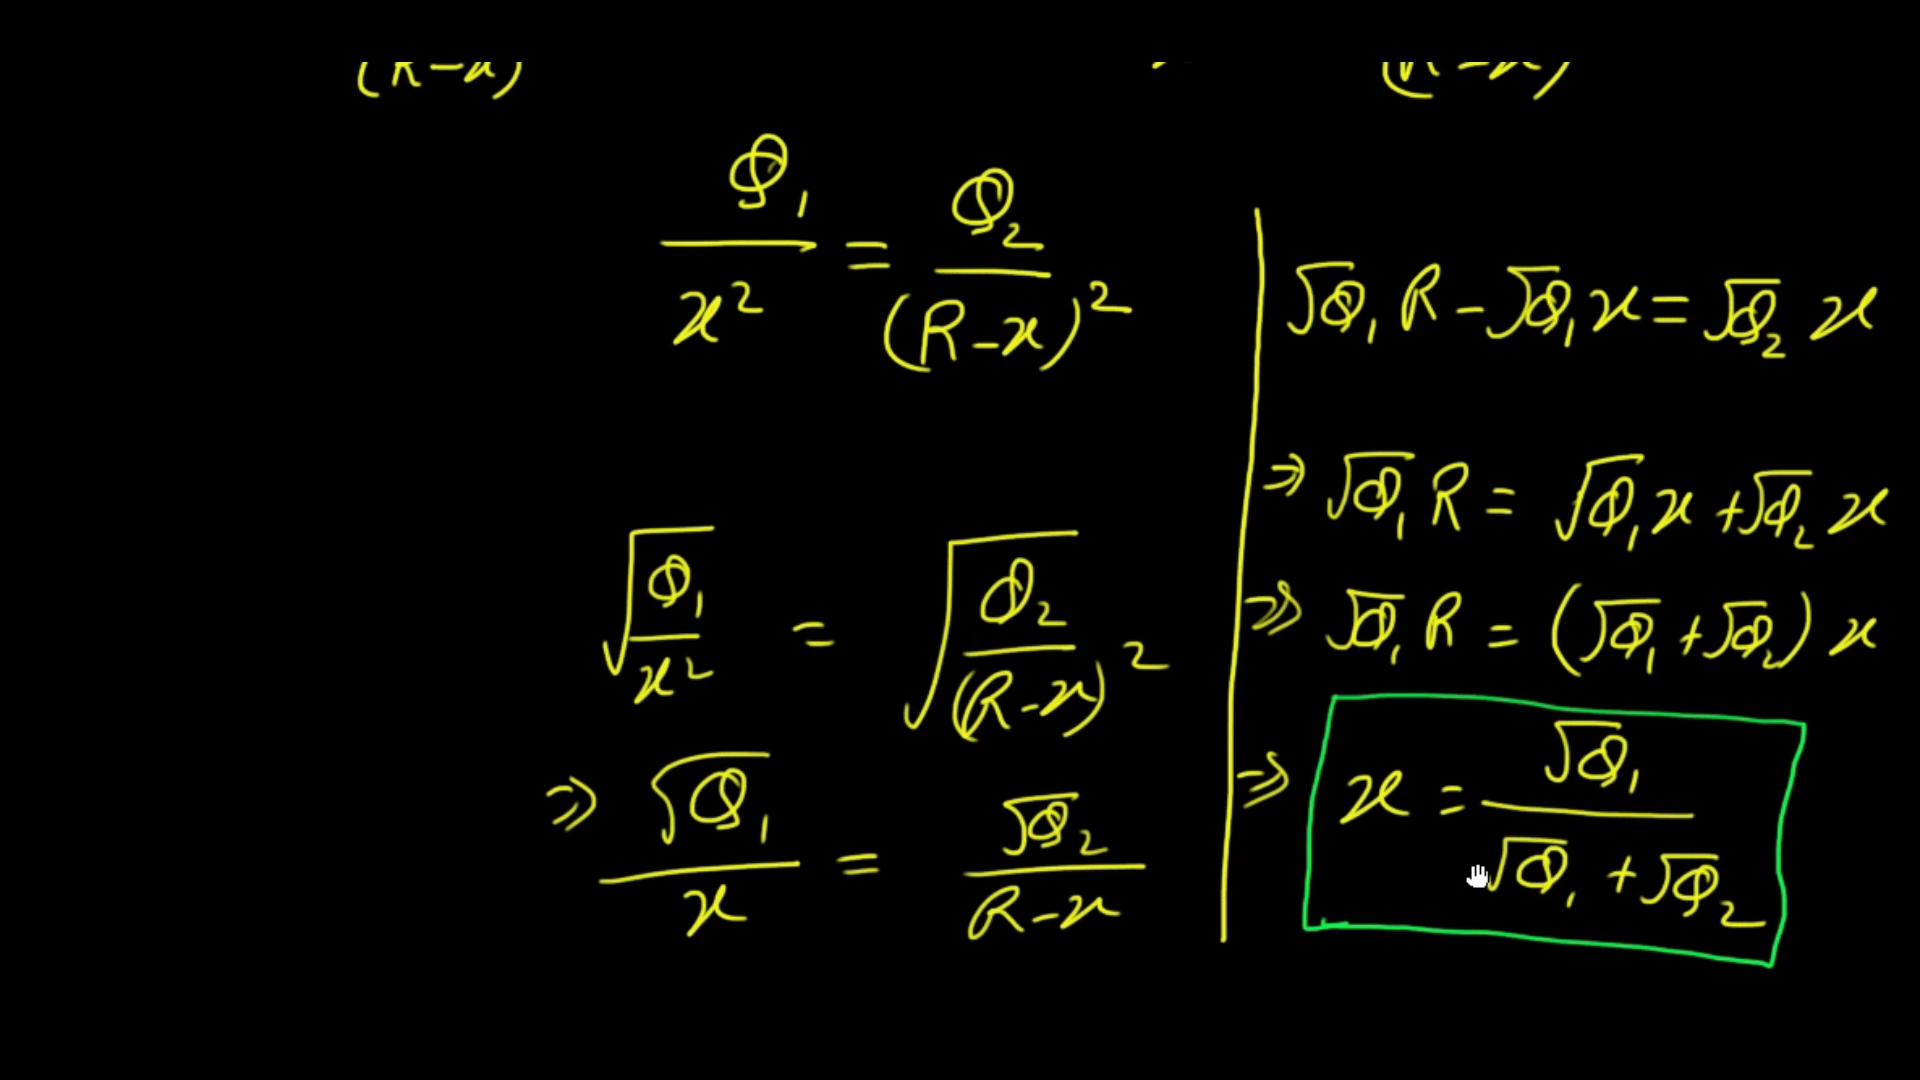 (R-x) (R-x)
Q₁/x² = Q₂/(R-x)²
√(Q₁/x²) = √(Q₂/(R-x)²)
⇒ √Q₁/x = √Q₂/(R-x)
√Q₁ R - √Q₁ x = √Q₂ x
⇒ √Q₁ R = √Q₁ x + √Q₂ x
⇒ √Q₁ R = (√Q₁ + √Q₂) x
⇒ x = √Q₁/(√Q₁ + √Q₂)